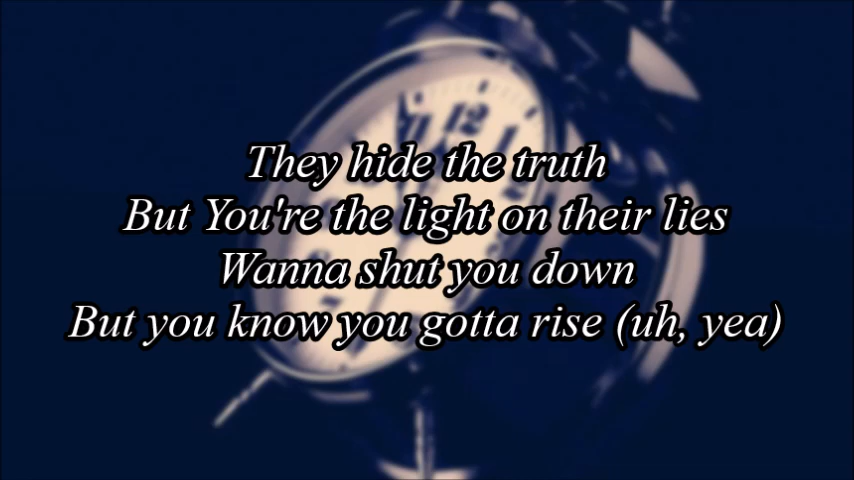 They hide the truth
But You're the light on their lies
Wanna shut you down
But you know you gotta rise (uh, yea)
12